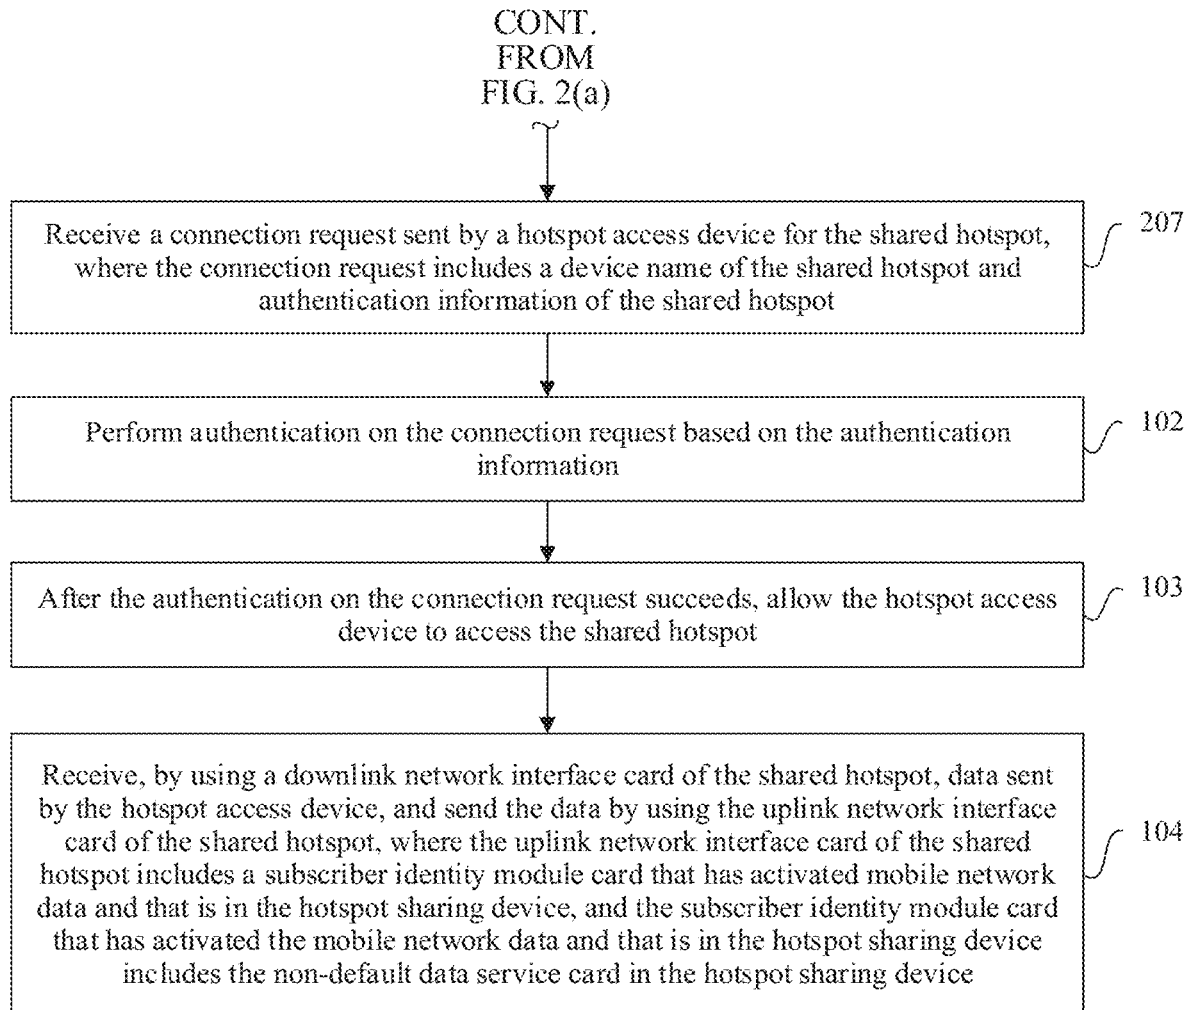 CONT.
FROM
FIG. 2(a)
Receive a connection request sent by a hotspot access device for the shared hotspot,
where the connection request includes a device name of the shared hotspot and
authentication information of the shared hotspot
207
Perform authentication on the connection request based on the authentication
information
102
After the authentication on the connection request succeeds, allow the hotspot access
device to access the shared hotspot
103
Receive, by using a downlink network interface card of the shared hotspot, data sent
by the hotspot access device, and send the data by using the uplink network interface
card of the shared hotspot, where the uplink network interface card of the shared
hotspot includes a subscriber identity module card that has activated mobile network
data and that is in the hotspot sharing device, and the subscriber identity module card
that has activated the mobile network data and that is in the hotspot sharing device
includes the non-default data service card in the hotspot sharing device
104